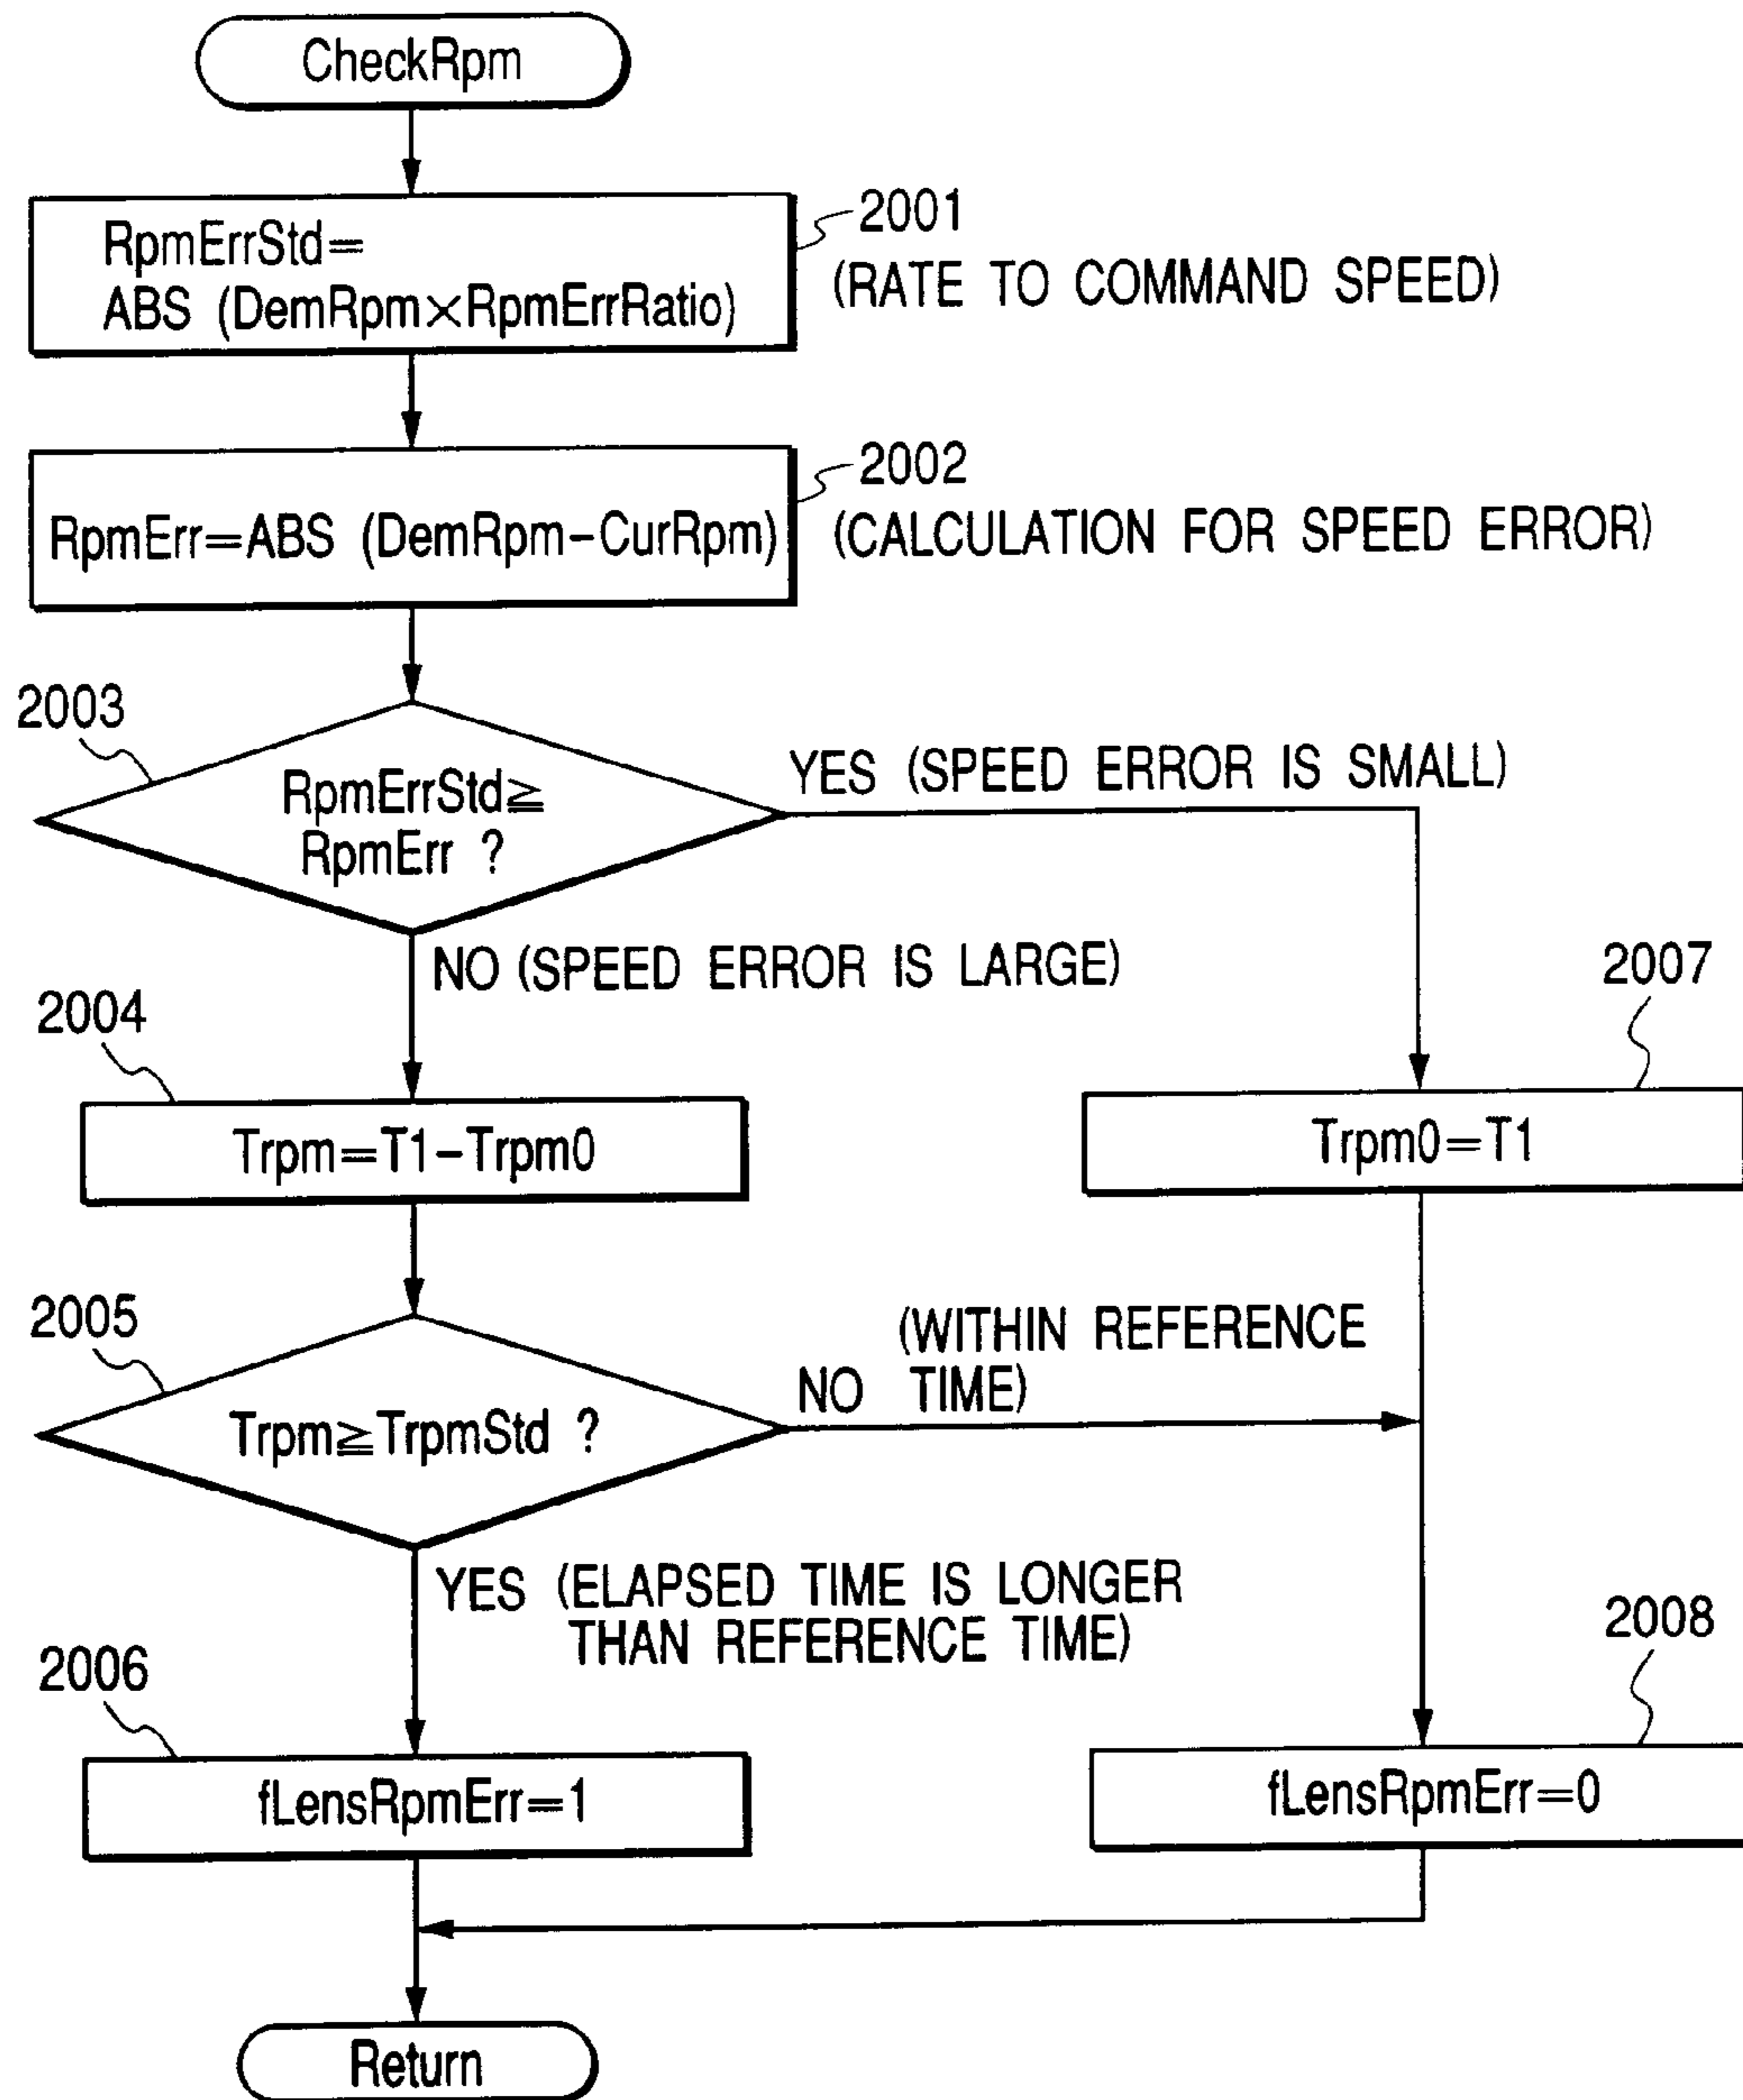 CheckRpm
RpmErrStd=
ABS (DemRpm×RpmErrRatio)
2001
(RATE TO COMMAND SPEED)
RpmErr=ABS (DemRpm-CurRpm)
2002
(CALCULATION FOR SPEED ERROR)
2003
RpmErrStd≧
RpmErr ?
YES (SPEED ERROR IS SMALL)
NO (SPEED ERROR IS LARGE)
2004
Trpm=T1-Trpm0
2007
Trpm0=T1
2005
Trpm≧TrpmStd ?
(WITHIN REFERENCE
NO TIME)
YES (ELAPSED TIME IS LONGER
THAN REFERENCE TIME)
2006
fLensRpmErr=1
2008
fLensRpmErr=0
Return